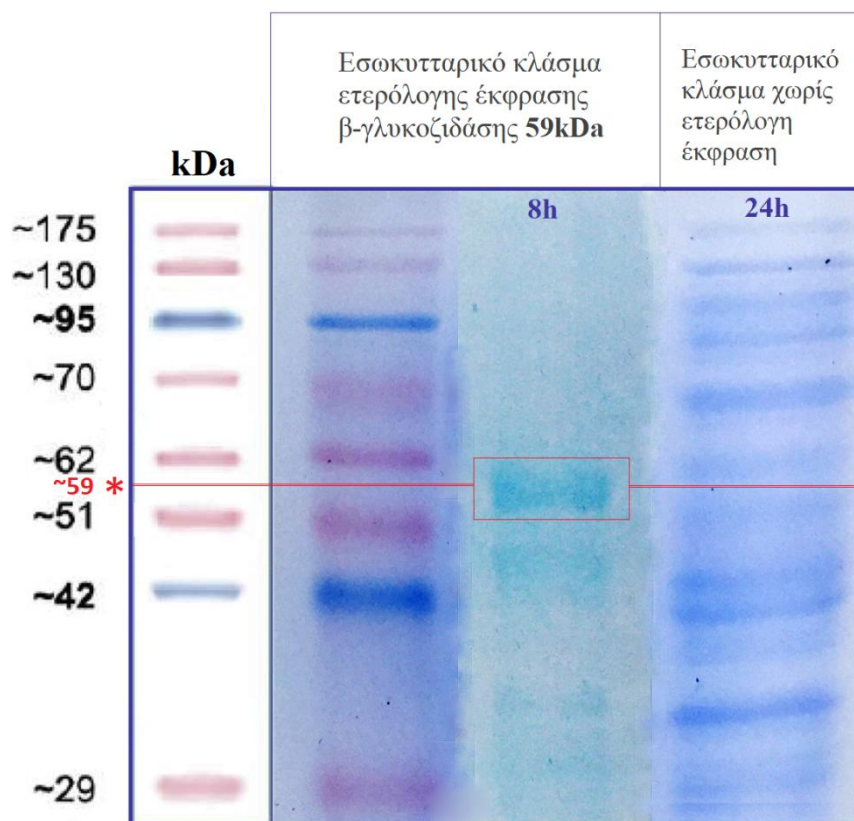 Εσωκυτταρικό κλάσμα
ετερόλογης έκφρασης
β-γλυκοζιδάσης 59kDa
Εσωκυτταρικό
κλάσμα χωρίς
ετερόλογη
έκφραση
kDa
8h
24h
~175
~130
~95
~70
~62
~59 *
~51
~42
~29